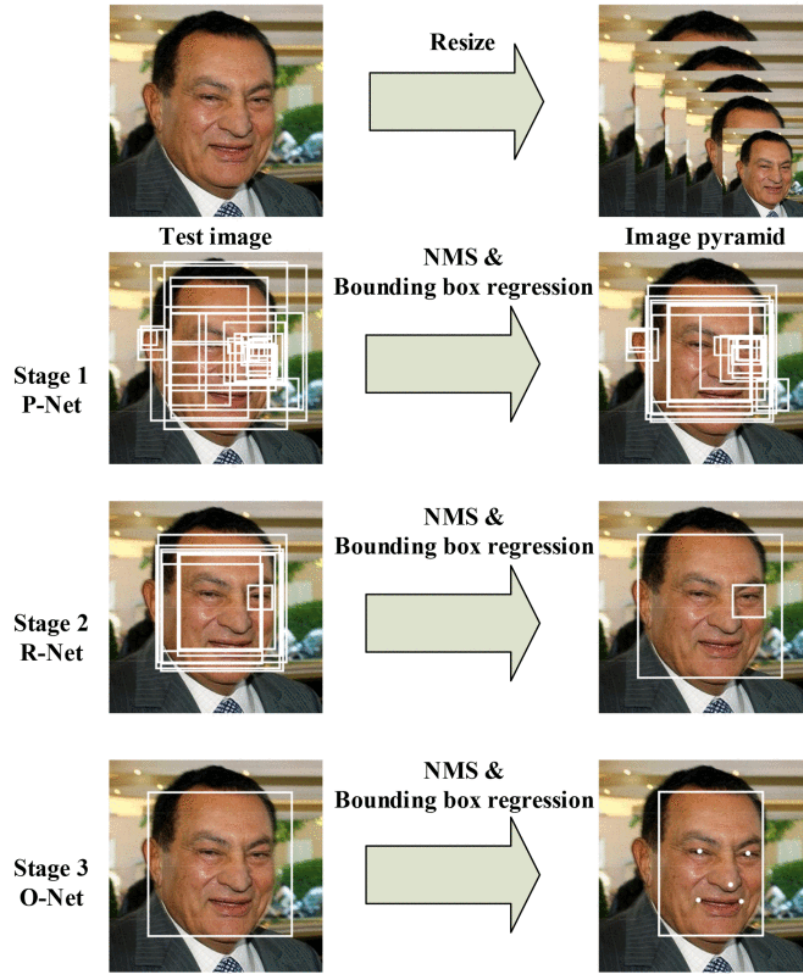 Resize
Test image
Image pyramid
NMS &
Bounding box regression
Stage 1
P-Net
NMS &
Bounding box regression
Stage 2
R-Net
NMS &
Bounding box regression
Stage 3
O-Net